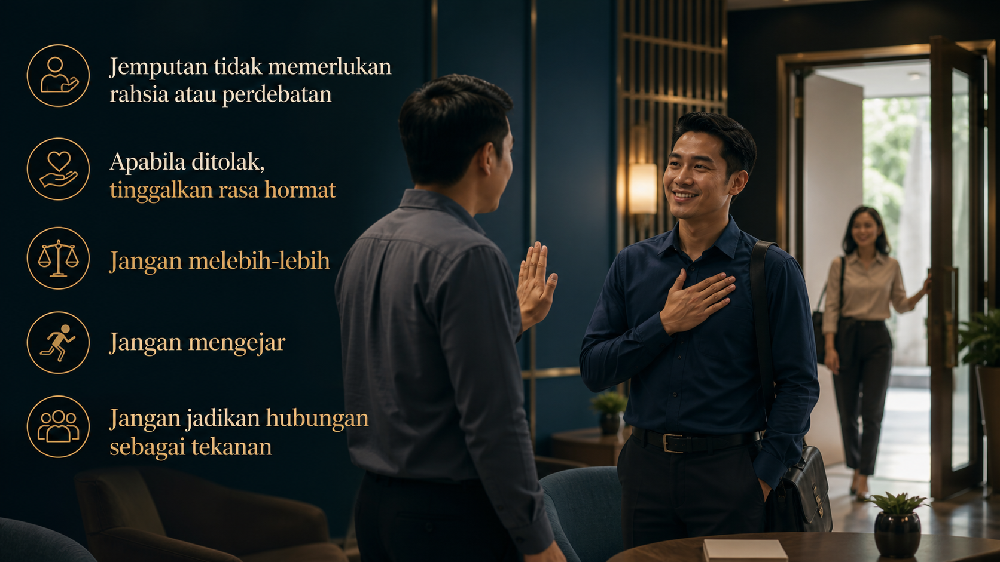 Jemputan tidak memerlukan
rahsia atau perdebatan
Apabila ditolak,
tinggalkan rasa hormat
Jangan melebih-lebih
Jangan mengejar
Jangan jadikan hubungan
sebagai tekanan